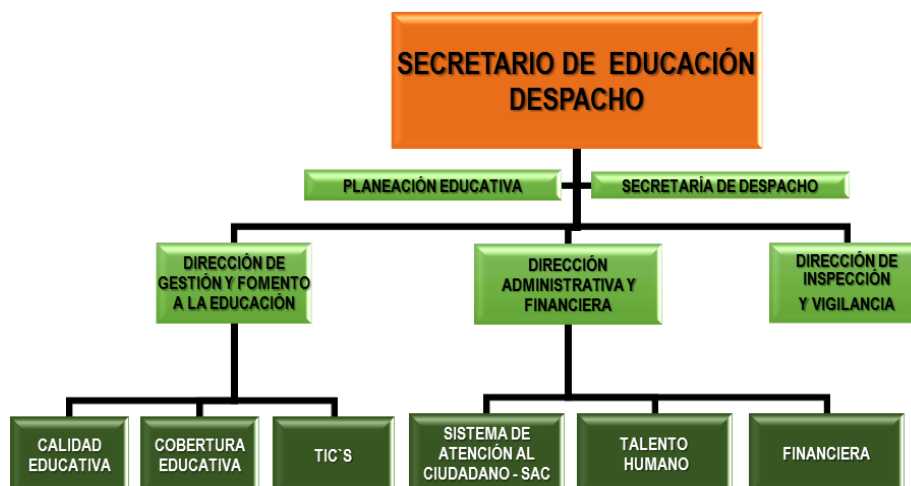 SECRETARIO DE EDUCACIÓN
DESPACHO
PLANEACIÓN EDUCATIVA
SECRETARÍA DE DESPACHO
DIRECCIÓN DE
GESTIÓN Y FOMENTO
A LA EDUCACIÓN
DIRECCIÓN
ADMINISTRATIVA Y
FINANCIERA
DIRECCIÓN DE
INSPECCIÓN
Y VIGILANCIA
CALIDAD
EDUCATIVA
COBERTURA
EDUCATIVA
TIC`S
SISTEMA DE
ATENCIÓN AL
CIUDADANO - SAC
TALENTO
HUMANO
FINANCIERA